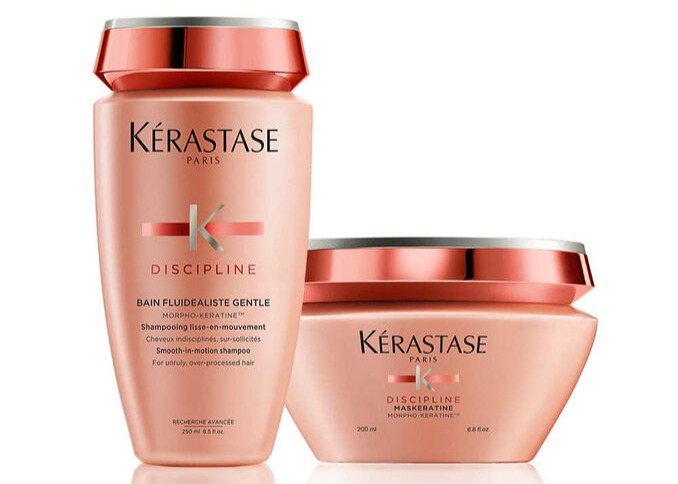 KÉRASTASE
PARIS
K
DISCIPLINE
BAIN FLUIDEALISTE GENTLE
MORPHO-KERATINE™
Shampooing lisse-en-mouvement
Cheveux indisciplinés, sur-sollicités
Smooth-in-motion shampoo
For unruly, over-processed hair
RECHERCHE AVANCÉE
250 ml 8.5 fl.oz.
KÉRASTASE
PARIS
K
DISCIPLINE
MASKERATINE
MORPHO-KERATINE™
200 ml 6.8 fl.oz.